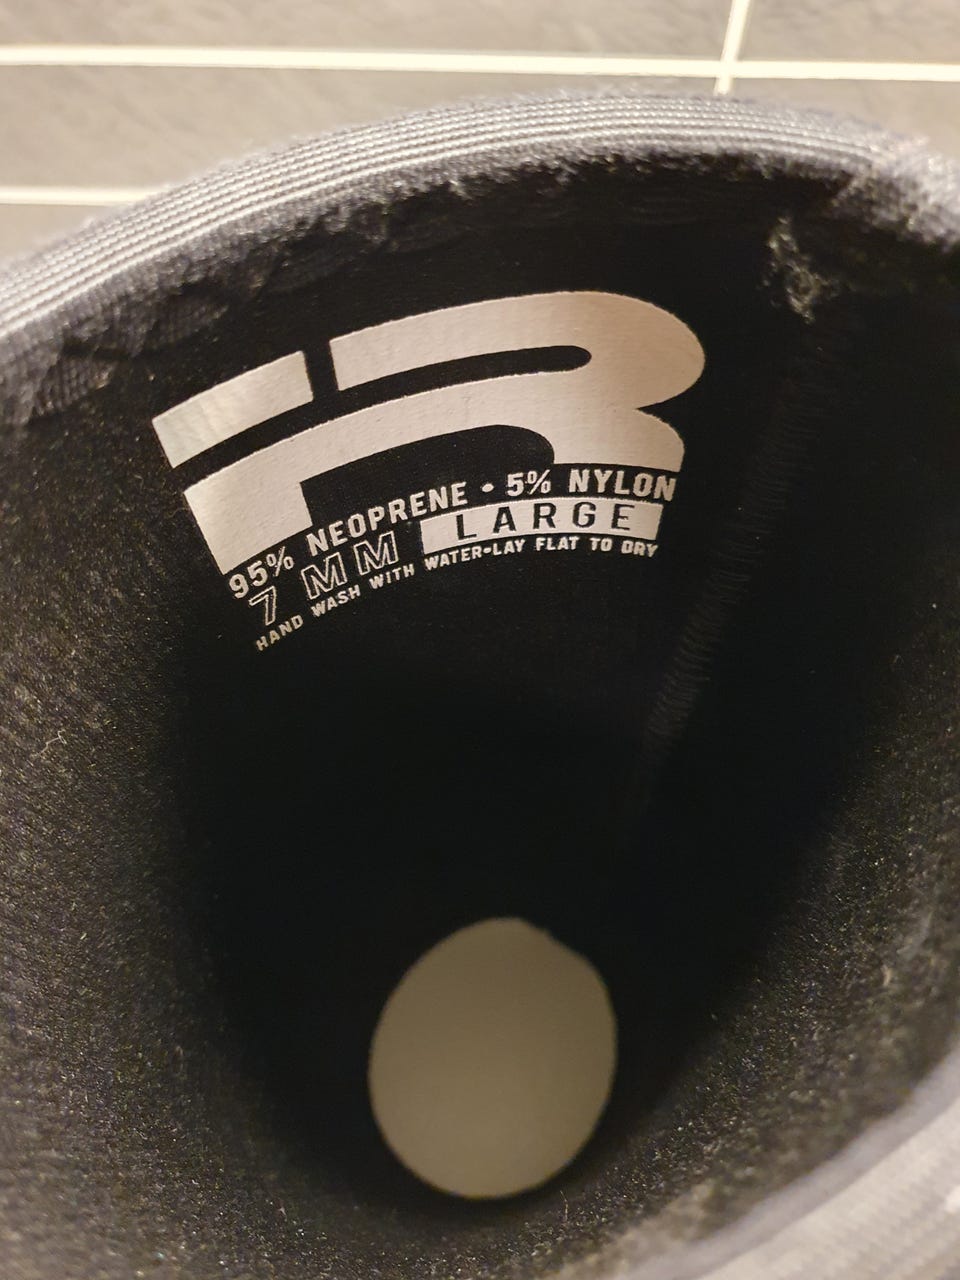 95% NEOPRENE • 5% NYLON
7 MM LARGE
HAND WASH WITH WATER-LAY FLAT TO DRY